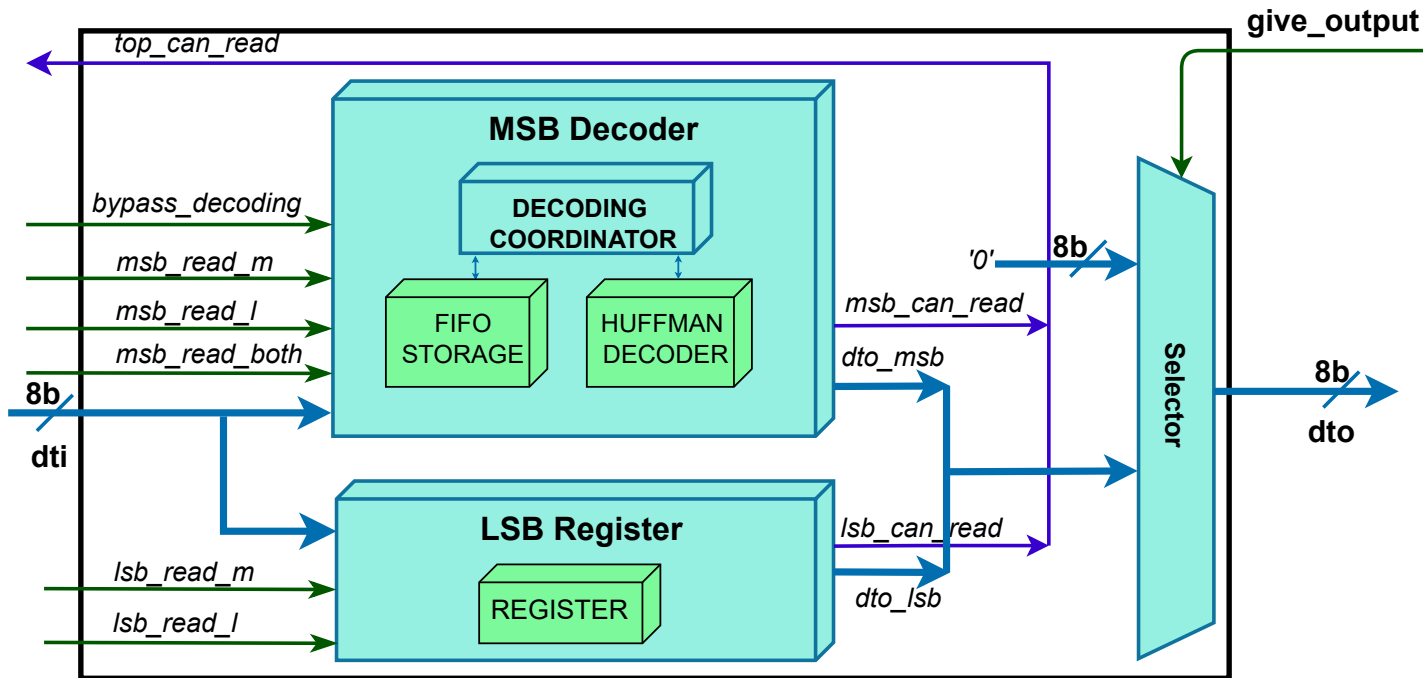 give_output
top_can_read
MSB Decoder
bypass_decoding
DECODING
COORDINATOR
msb_read_m
'0'
8b
msb_read_l
msb_can_read
FIFO
STORAGE
HUFFMAN
DECODER
msb_read_both
dto_msb
Selector
8b
dti
8b
dto
LSB Register
lsb_can_read
lsb_read_m
REGISTER
dto_lsb
lsb_read_l